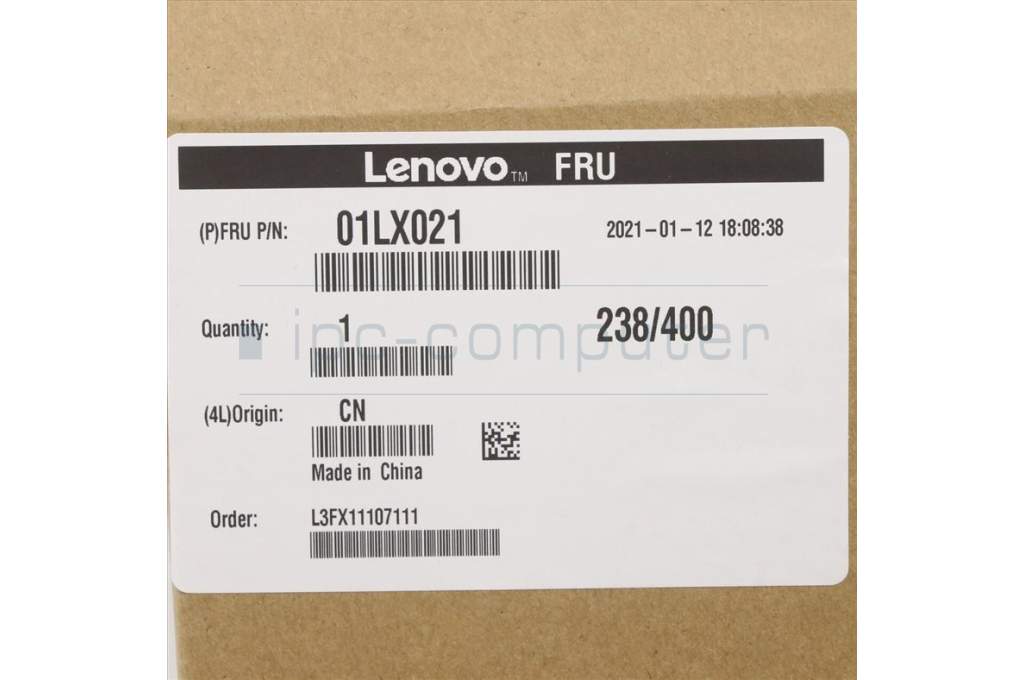 Lenovo™ FRU
(P)FRU P/N: 01LX021 2021-01-12 18:08:38
Quantity: 1 238/400
ipc-computer
(4L)Origin: CN
Made in China
Order: L3FX11107111